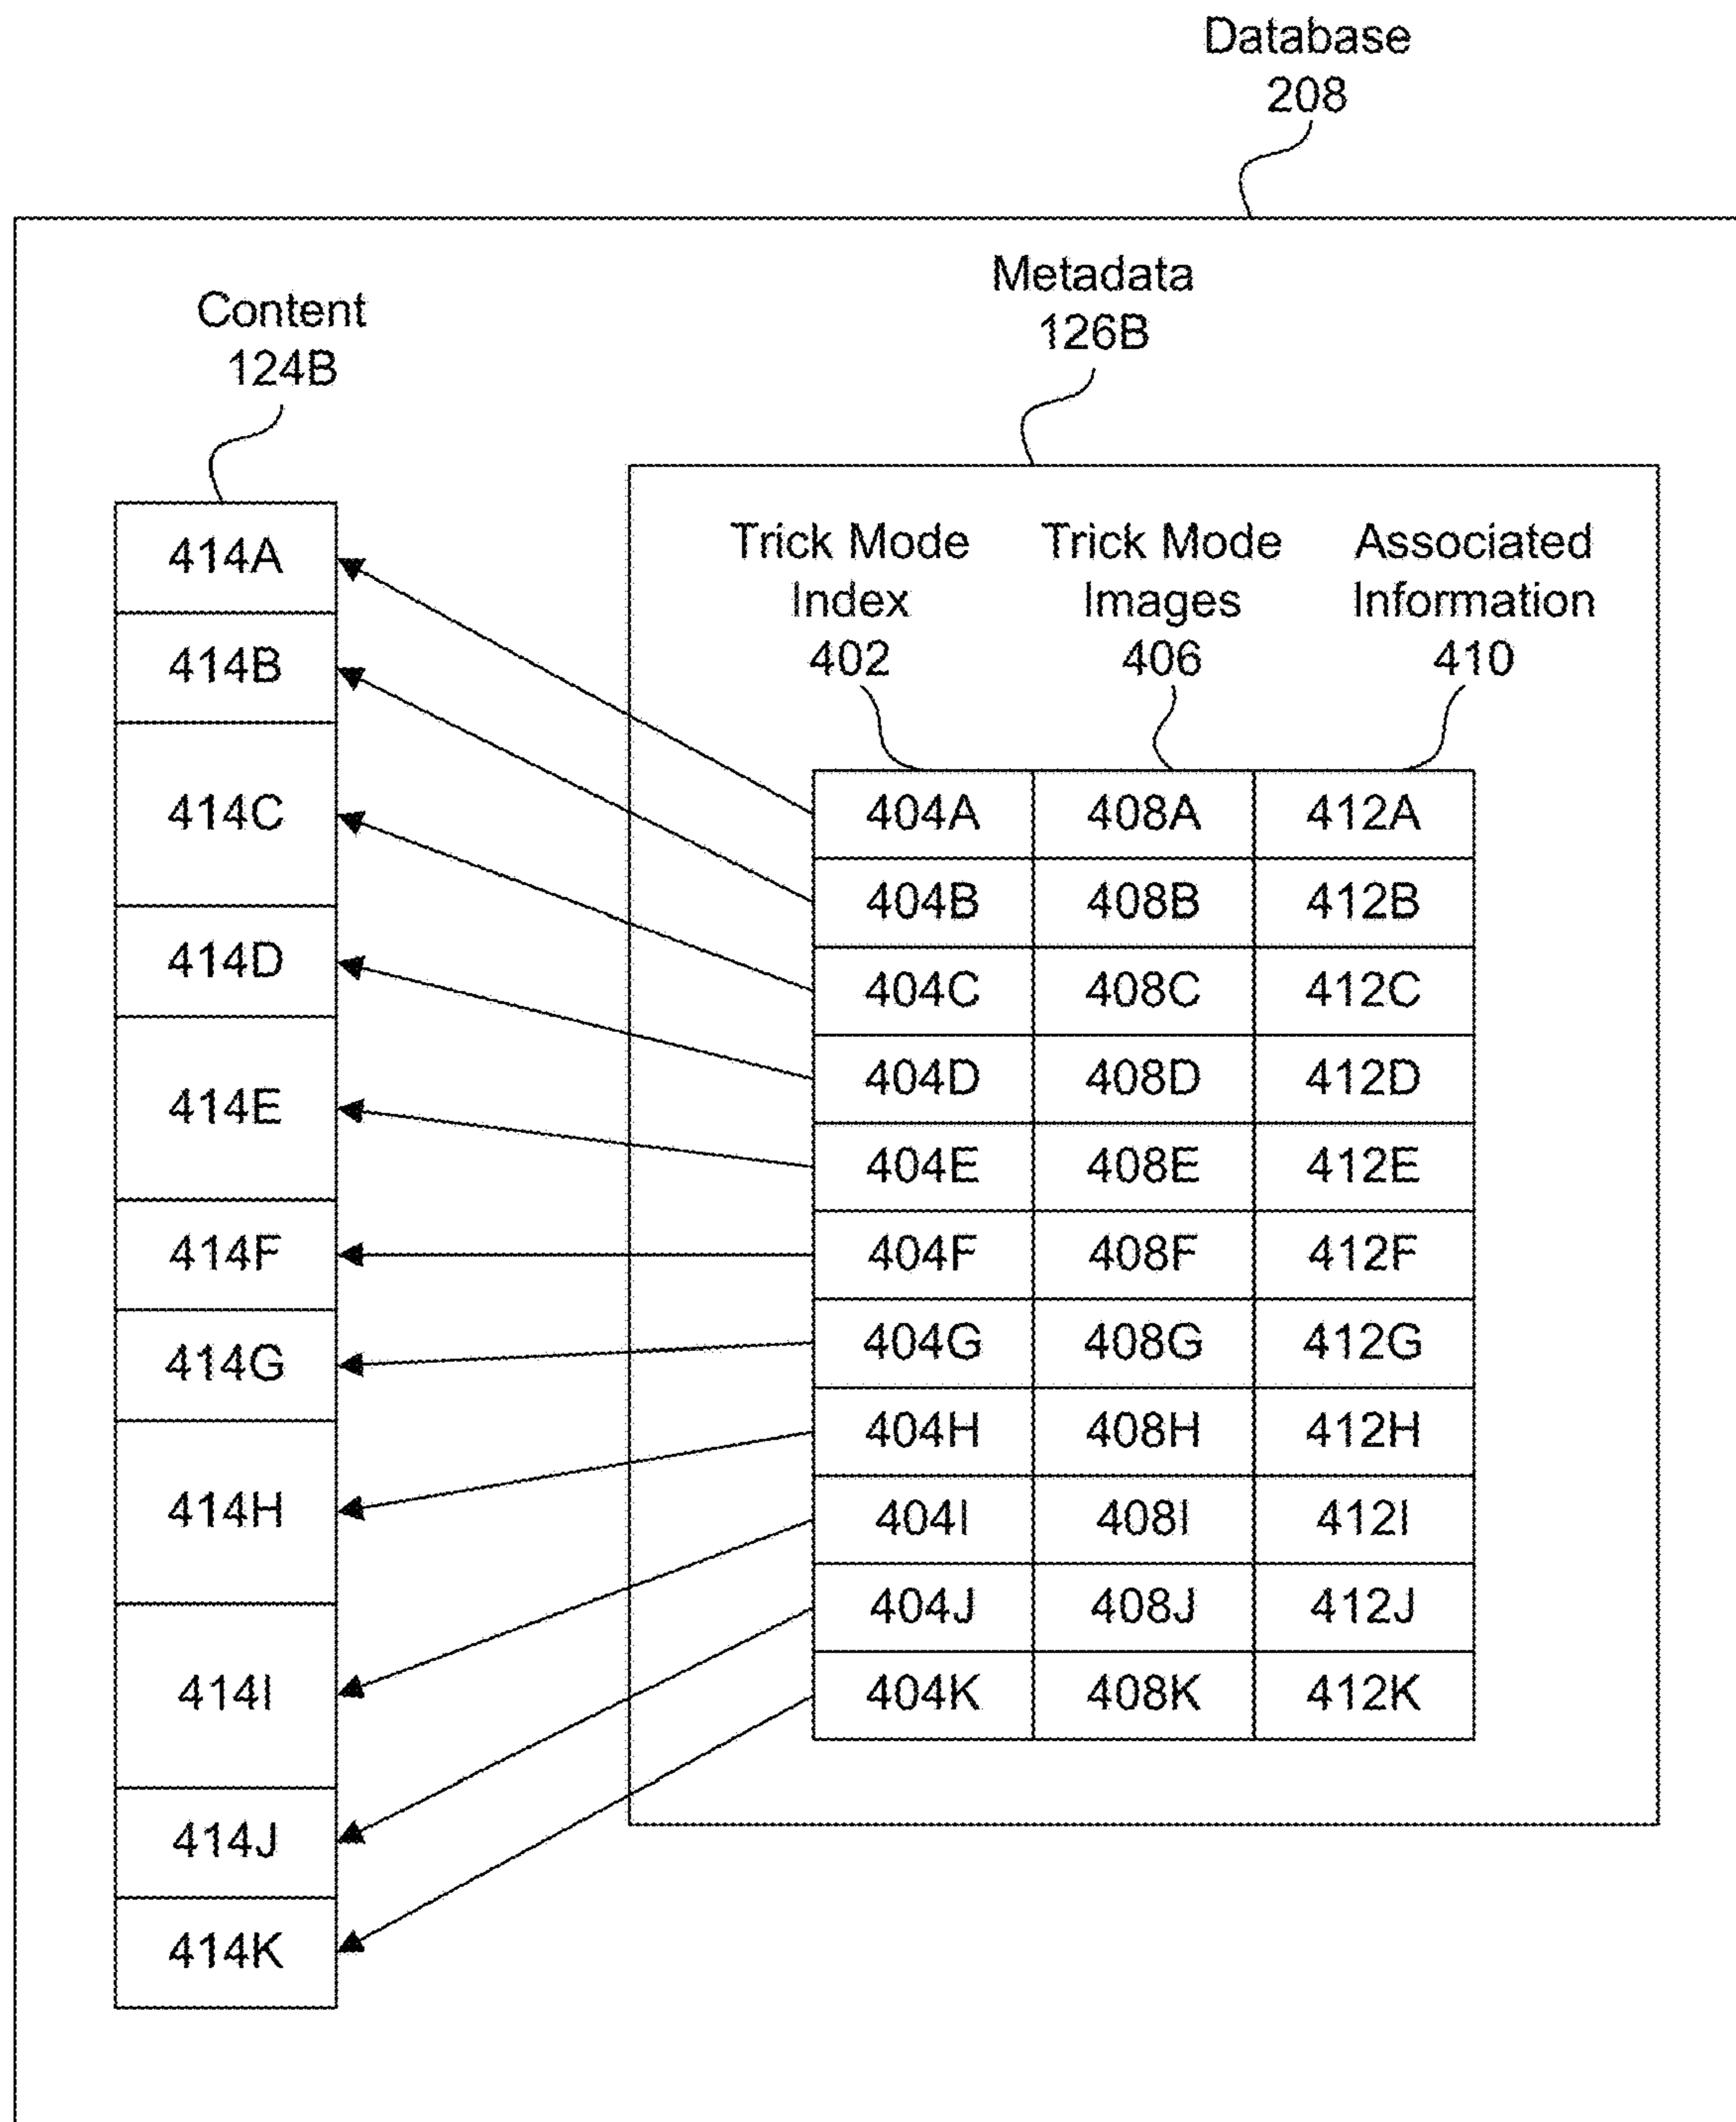 Database
208
Content
124B
Metadata
126B
414A
414B
414C
414D
414E
414F
414G
414H
414I
414J
414K
Trick Mode Index
402
Trick Mode Images
406
Associated Information
410
404A 408A 412A
404B 408B 412B
404C 408C 412C
404D 408D 412D
404E 408E 412E
404F 408F 412F
404G 408G 412G
404H 408H 412H
404I 408I 412I
404J 408J 412J
404K 408K 412K